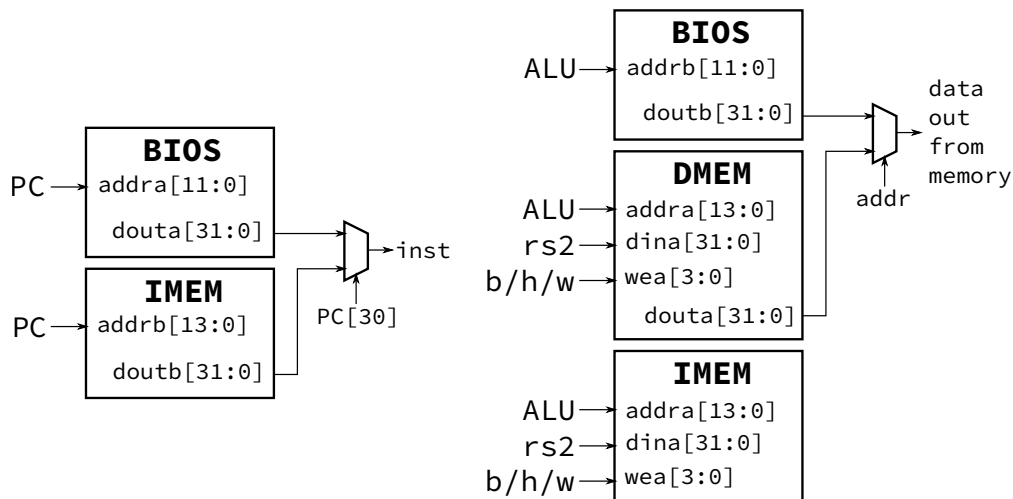 BIOS
PC
addra[11:0]
douta[31:0]
IMEM
PC
addrb[13:0]
doutb[31:0]
inst
PC[30]
BIOS
ALU
addrb[11:0]
doutb[31:0]
DMEM
ALU
addra[13:0]
rs2
dina[31:0]
b/h/w
wea[3:0]
douta[31:0]
data
out
from
memory
addr
IMEM
ALU
addra[13:0]
rs2
dina[31:0]
b/h/w
wea[3:0]